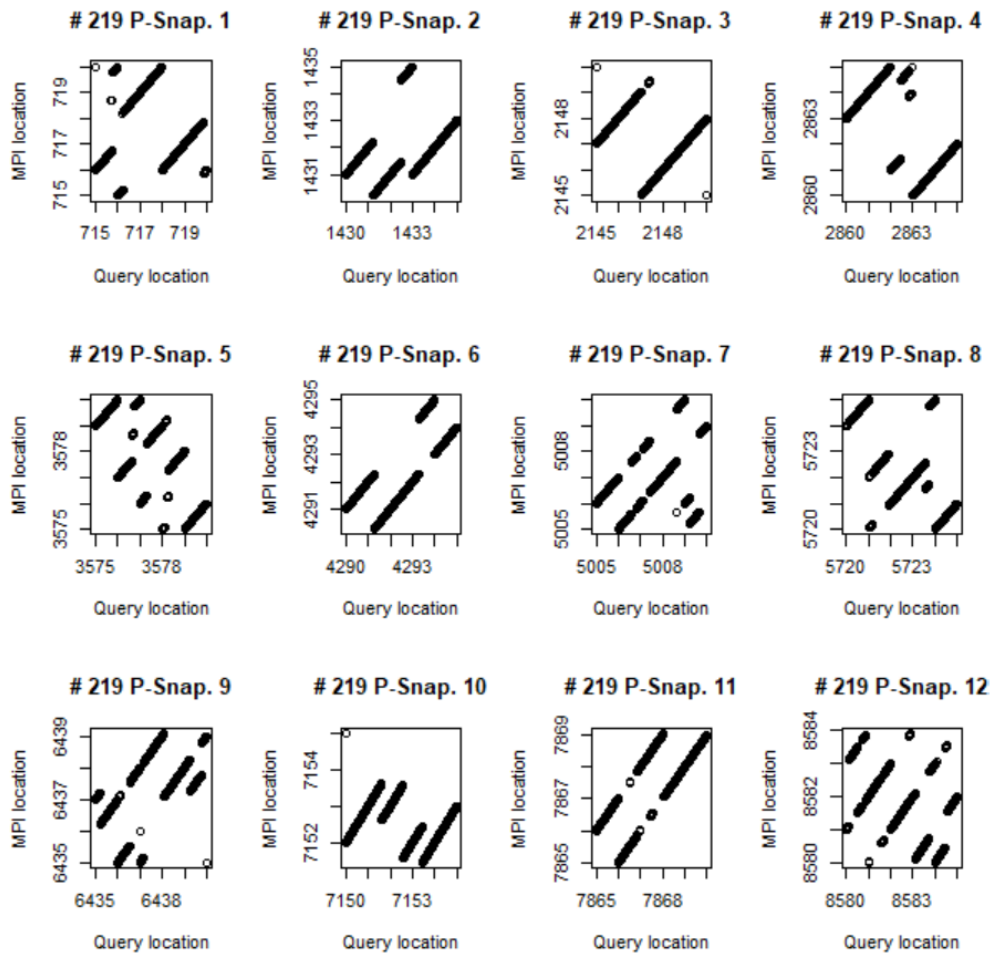 # 219 P-Snap. 1
# 219 P-Snap. 2
# 219 P-Snap. 3
# 219 P-Snap. 4
MPI location
715 717 719
715 717 719
Query location
MPI location
1431 1433 1435
1430 1433
Query location
MPI location
2145 2148
2145 2148
Query location
MPI location
2860 2863
2860 2863
Query location
# 219 P-Snap. 5
# 219 P-Snap. 6
# 219 P-Snap. 7
# 219 P-Snap. 8
MPI location
3575 3578
3575 3578
Query location
MPI location
4291 4293 4295
4290 4293
Query location
MPI location
5005 5008
5005 5008
Query location
MPI location
5720 5723
5720 5723
Query location
# 219 P-Snap. 9
# 219 P-Snap. 10
# 219 P-Snap. 11
# 219 P-Snap. 12
MPI location
6435 6437 6439
6435 6438
Query location
MPI location
7152 7154
7150 7153
Query location
MPI location
7865 7867 7869
7865 7868
Query location
MPI location
8580 8582 8584
8580 8583
Query location